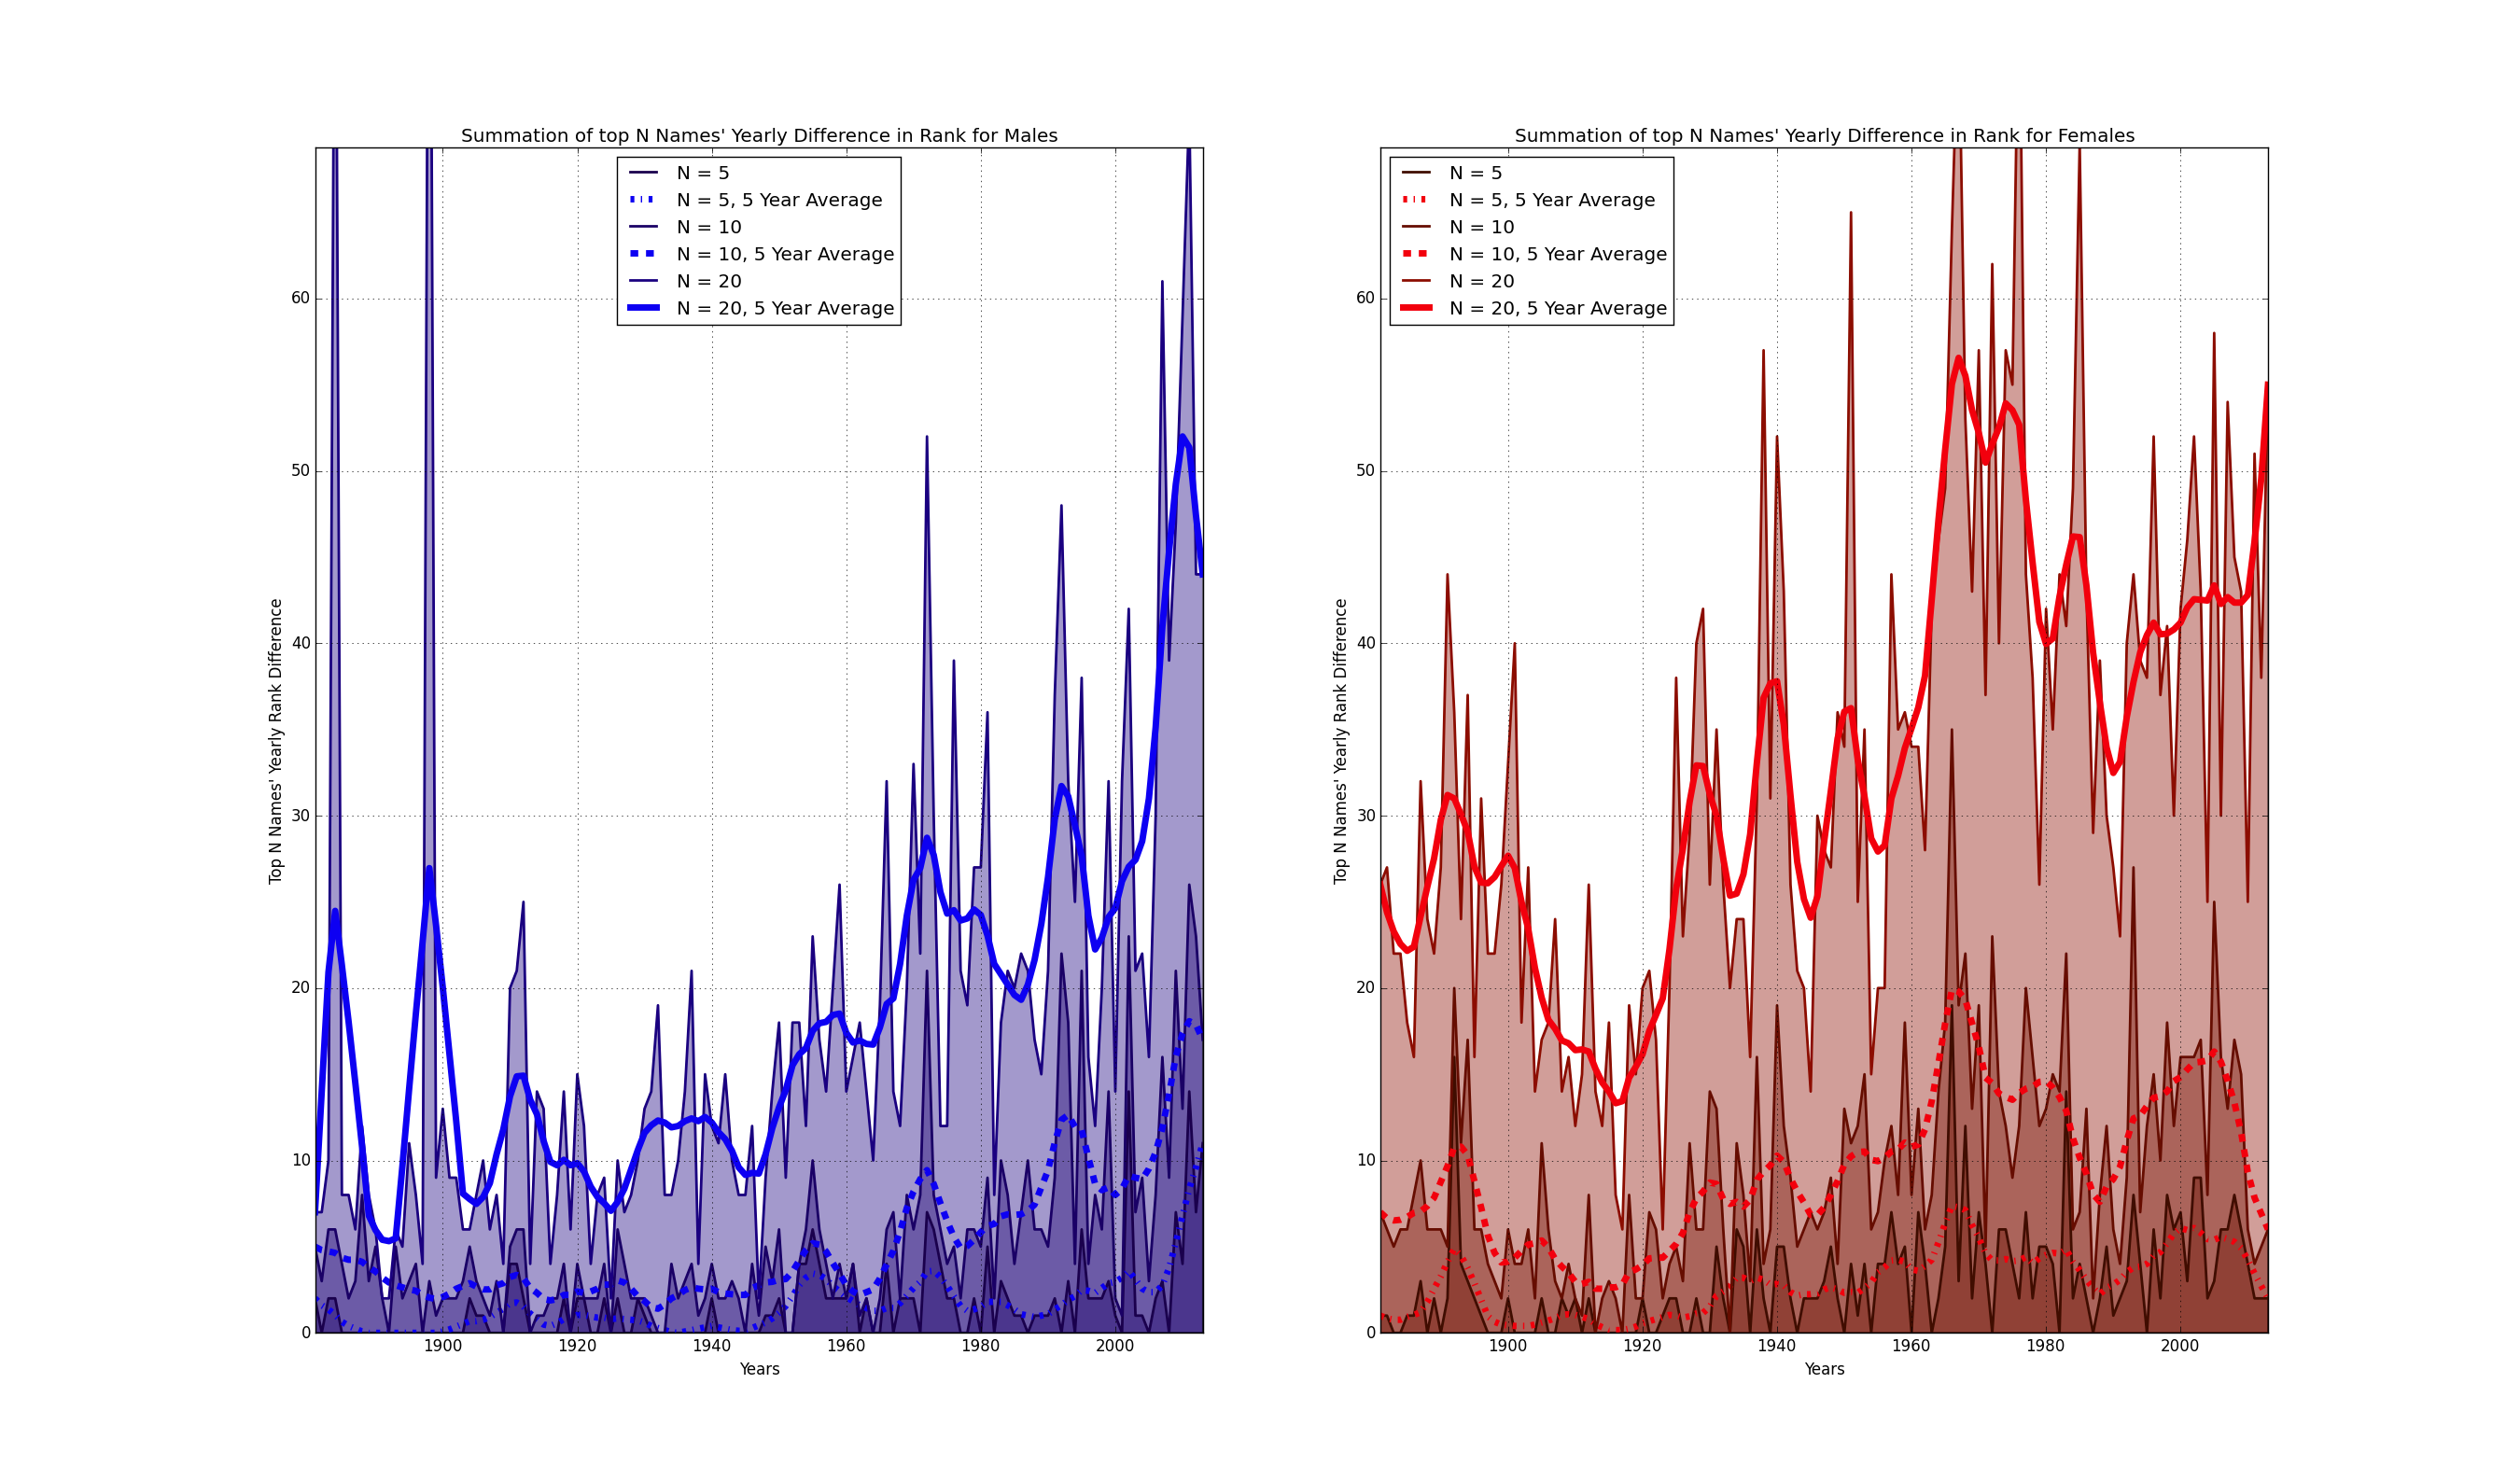 Summation of top N Names' Yearly Difference in Rank for Males
N = 5
N = 5, 5 Year Average
N = 10
N = 10, 5 Year Average
N = 20
N = 20, 5 Year Average
60
50
40
30
20
10
0
Top N Names' Yearly Rank Difference
1900 1920 1940 1960 1980 2000
Years
Summation of top N Names' Yearly Difference in Rank for Females
N = 5
N = 5, 5 Year Average
N = 10
N = 10, 5 Year Average
N = 20
N = 20, 5 Year Average
60
50
40
30
20
10
0
Top N Names' Yearly Rank Difference
1900 1920 1940 1960 1980 2000
Years